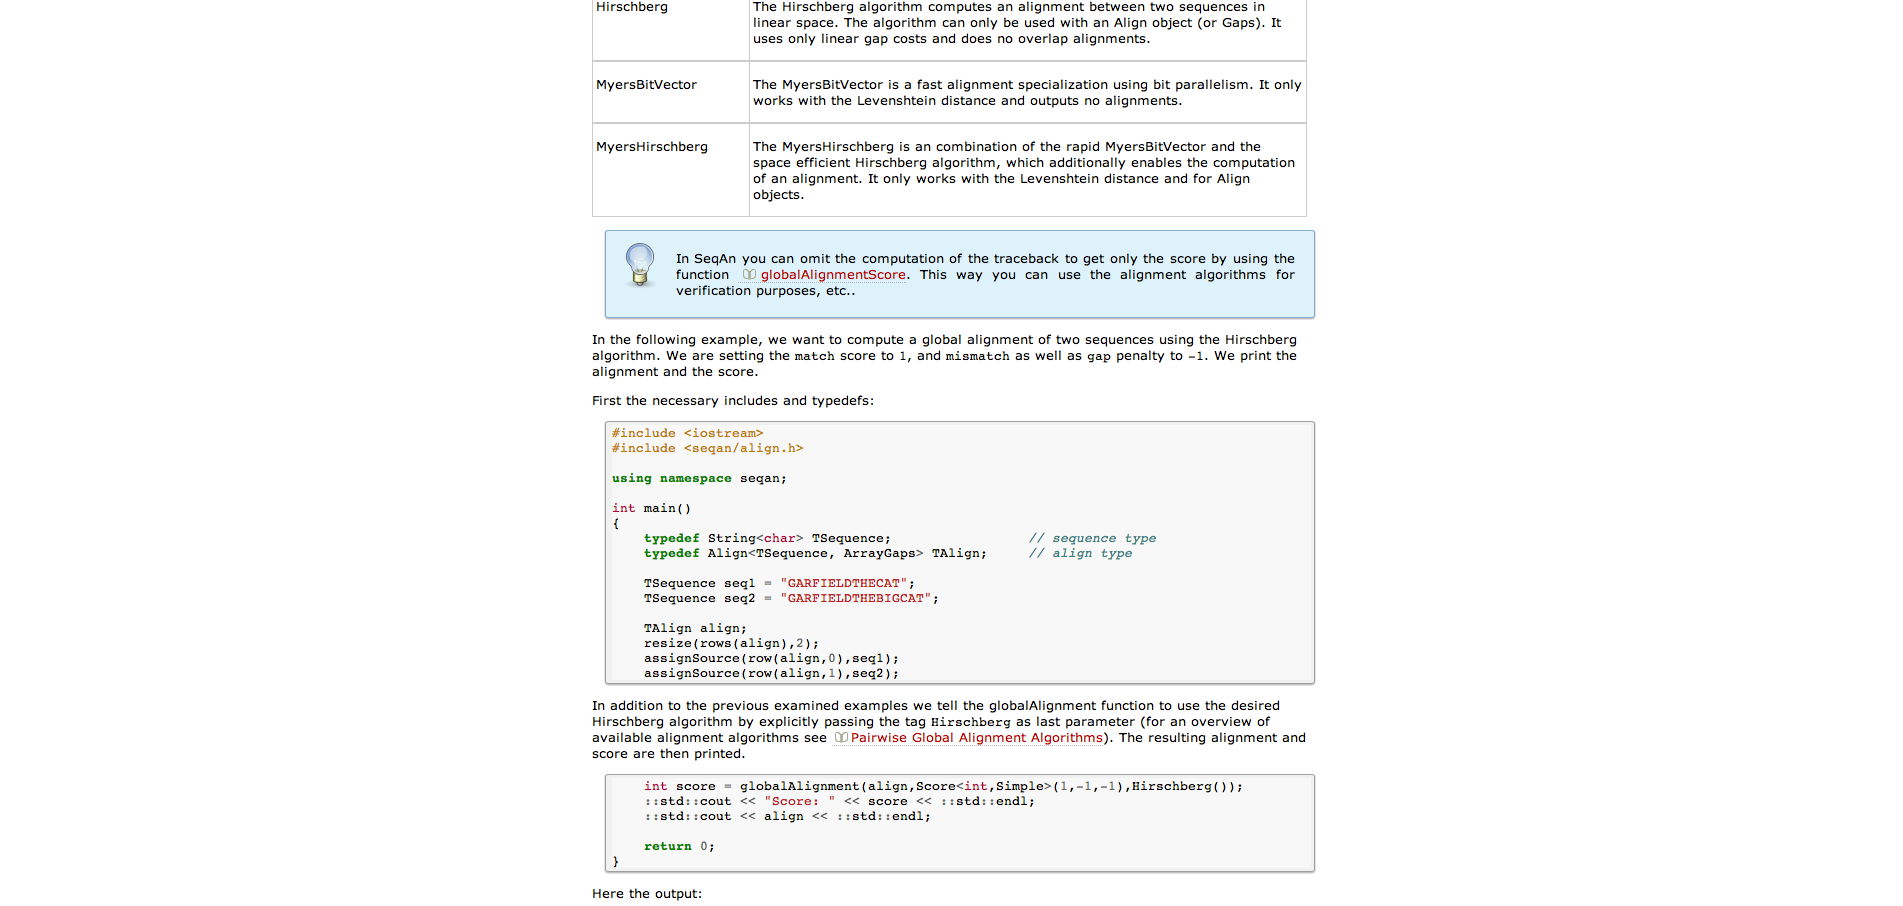 Hirschberg
The Hirschberg algorithm computes an alignment between two sequences in
linear space. The algorithm can only be used with an Align object (or Gaps). It
uses only linear gap costs and does no overlap alignments.
MyersBitVector
The MyersBitVector is a fast alignment specialization using bit parallelism. It only
works with the Levenshtein distance and outputs no alignments.
MyersHirschberg
The MyersHirschberg is an combination of the rapid MyersBitVector and the
space efficient Hirschberg algorithm, which additionally enables the computation
of an alignment. It only works with the Levenshtein distance and for Align
objects.
In SeqAn you can omit the computation of the traceback to get only the score by using the
function globalAlignmentScore. This way you can use the alignment algorithms for
verification purposes, etc..
In the following example, we want to compute a global alignment of two sequences using the Hirschberg
algorithm. We are setting the match score to 1, and mismatch as well as gap penalty to -1. We print the
alignment and the score.
First the necessary includes and typedefs:
#include <iostream>
#include <seqan/align.h>
using namespace seqan;
int main()
{
    typedef String<char> TSequence;                 // sequence type
    typedef Align<TSequence, ArrayGaps> TAlign;     // align type
    TSequence seq1 = "GARFIELDTHECAT";
    TSequence seq2 = "GARFIELDTHEBIGCAT";
    TAlign align;
    resize(rows(align),2);
    assignSource(row(align,0),seq1);
    assignSource(row(align,1),seq2);
In addition to the previous examined examples we tell the globalAlignment function to use the desired
Hirschberg algorithm by explicitly passing the tag Hirschberg as last parameter (for an overview of
available alignment algorithms see Pairwise Global Alignment Algorithms). The resulting alignment and
score are then printed.
    int score = globalAlignment(align,Score<int,Simple>(1,-1,-1),Hirschberg());
    ::std::cout << "Score: " << score << ::std::endl;
    ::std::cout << align << ::std::endl;
    return 0;
}
Here the output: